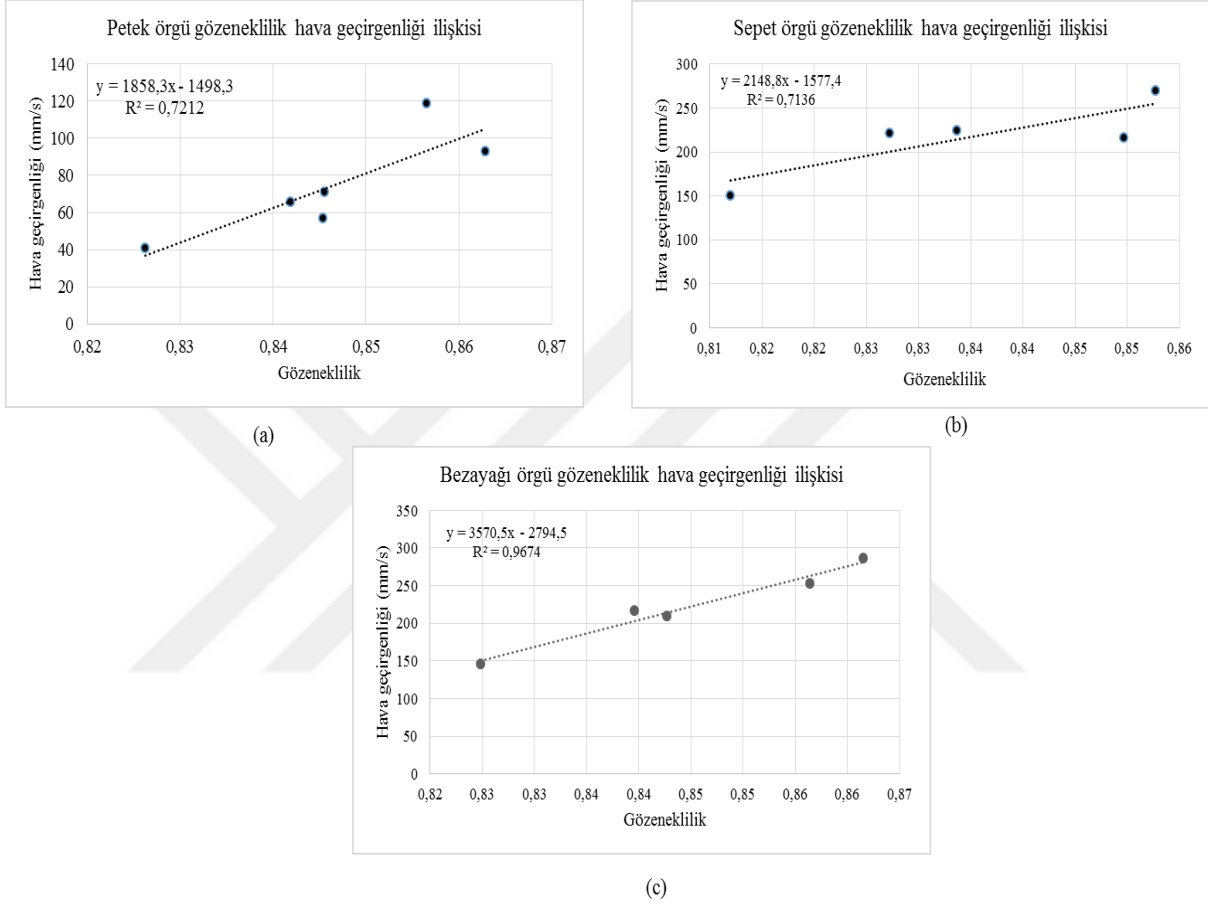 Petek örgü gözeneklilik hava geçirgenliği ilişkisi
y = 1858,3x - 1498,3
R² = 0,7212
Hava geçirgenliği (mm/s)
140
120
100
80
60
40
20
0
0,82 0,83 0,84 0,85 0,86 0,87
Gözeneklilik
(a)
Sepet örgü gözeneklilik hava geçirgenliği ilişkisi
y = 2148,8x - 1577,4
R² = 0,7136
Hava geçirgenliği (mm/s)
300
250
200
150
100
50
0
0,81 0,82 0,82 0,83 0,83 0,84 0,84 0,85 0,85 0,86
Gözeneklilik
(b)
Bezayağı örgü gözeneklilik hava geçirgenliği ilişkisi
y = 3570,5x - 2794,5
R² = 0,9674
Hava geçirgenliği (mm/s)
350
300
250
200
150
100
50
0
0,82 0,83 0,83 0,84 0,84 0,85 0,85 0,86 0,86 0,87
Gözeneklilik
(c)